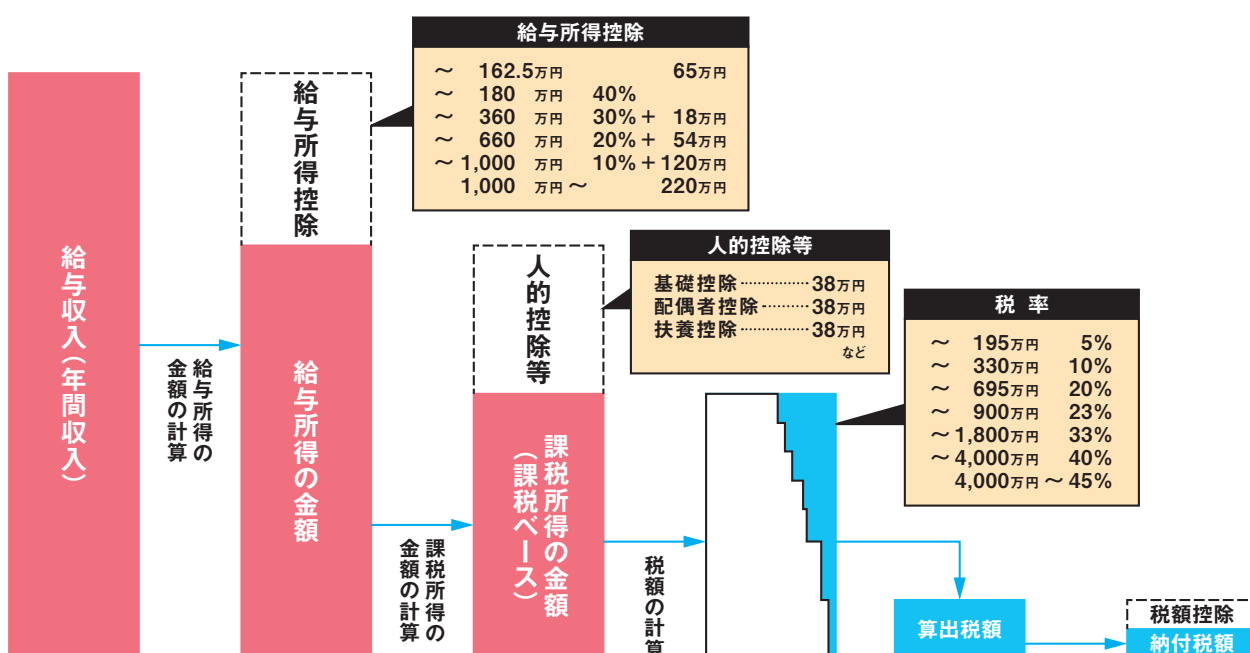 給与所得控除
～ 162.5万円 65万円
～ 180 万円 40%
～ 360 万円 30%＋ 18万円
～ 660 万円 20%＋ 54万円
～1,000 万円 10%＋120万円
1,000 万円～ 220万円
給与収入（年間収入）
給与所得の
金額の計算
給与所得控除
給与所得の金額
課税所得の
金額の計算
人的控除等
基礎控除……………38万円
配偶者控除………38万円
扶養控除……………38万円
など
人的控除等
課税所得の金額
（課税ベース）
税額の計算
税 率
～ 195万円 5%
～ 330万円 10%
～ 695万円 20%
～ 900万円 23%
～1,800万円 33%
～4,000万円 40%
4,000万円～45%
算出税額
税額控除
納付税額